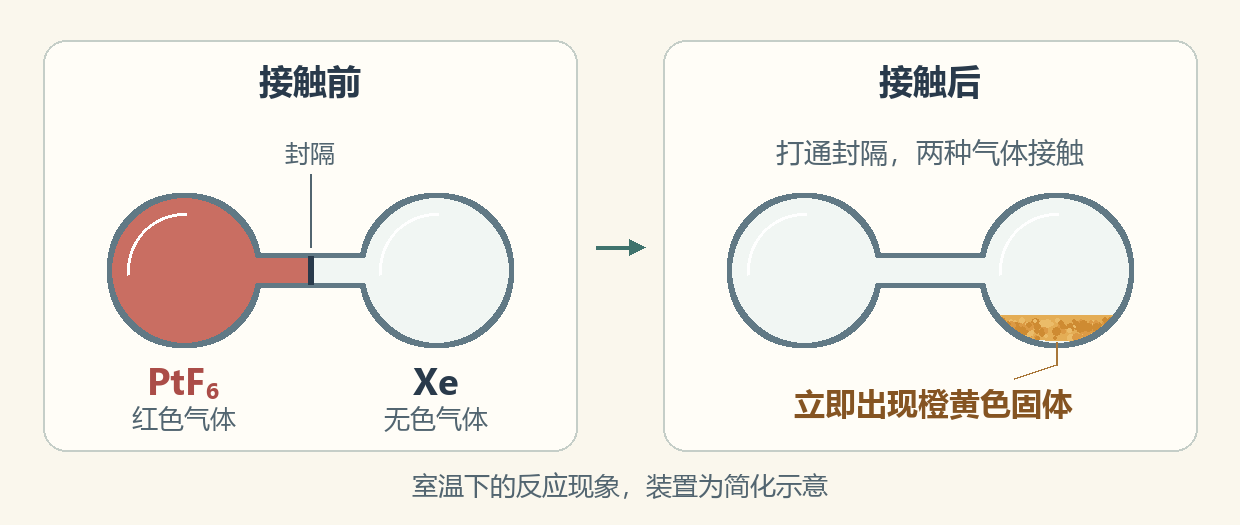 接触前
封隔
PtF₆
红色气体
Xe
无色气体
接触后
打通封隔，两种气体接触
立即出现橙黄色固体
室温下的反应现象，装置为简化示意